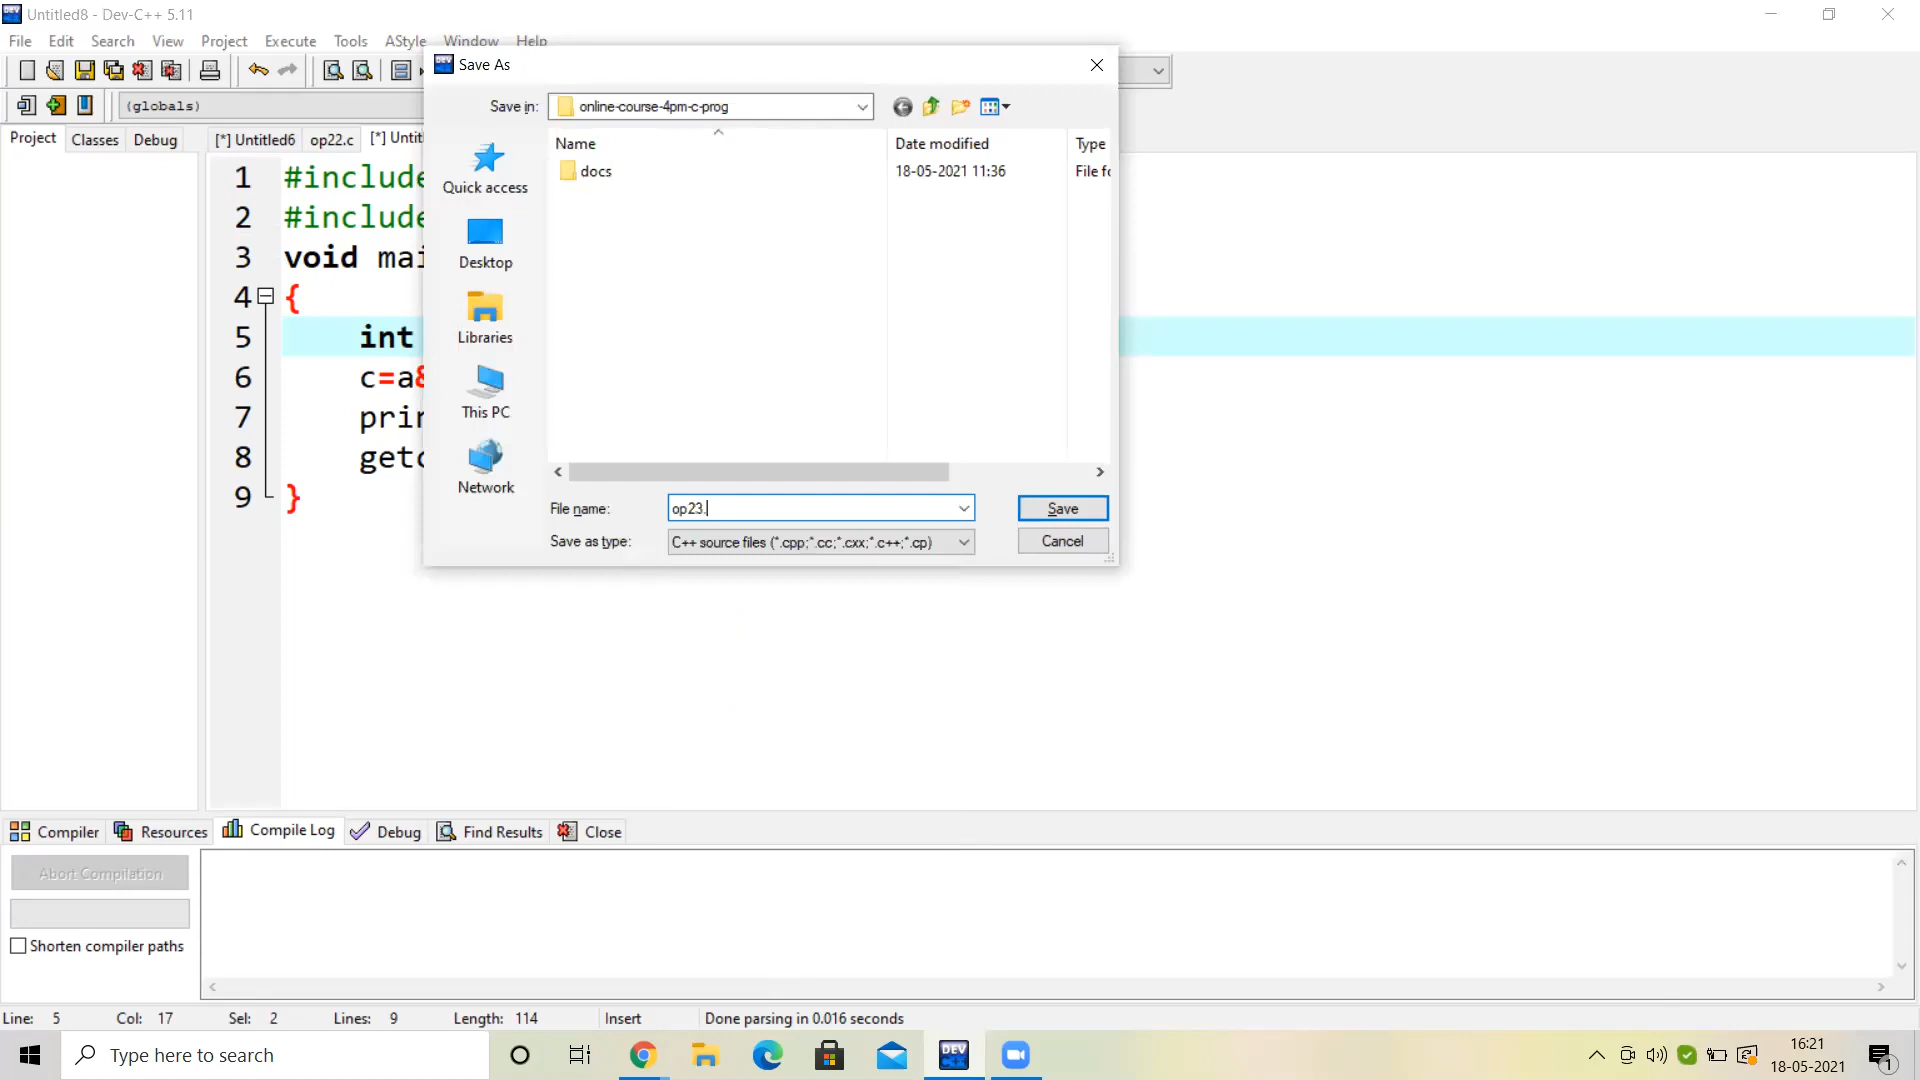 Untitled8 - Dev-C++ 5.11
File Edit Search View Project Execute Tools AStyle Window Help
(globals)
Project Classes Debug
[*] Untitled6 op22.c [*] Untit
1 #include
2 #include
3 void mai
4 {
5 int
6 c=a&
7 prin
8 getc
9 }
Save As
Save in: online-course-4pm-c-prog
Name Date modified Type
docs 18-05-2021 11:36 File fo
Quick access
Desktop
Libraries
This PC
Network
File name: op23. Save
Save as type: C++ source files (*.cpp;*.cc;*.cxx;*.c++;*.cp) Cancel
Compiler Resources Compile Log Debug Find Results Close
Abort Compilation
Shorten compiler paths
Line: 5 Col: 17 Sel: 2 Lines: 9 Length: 114 Insert Done parsing in 0.016 seconds
Type here to search
DEV
16:21
18-05-2021
1